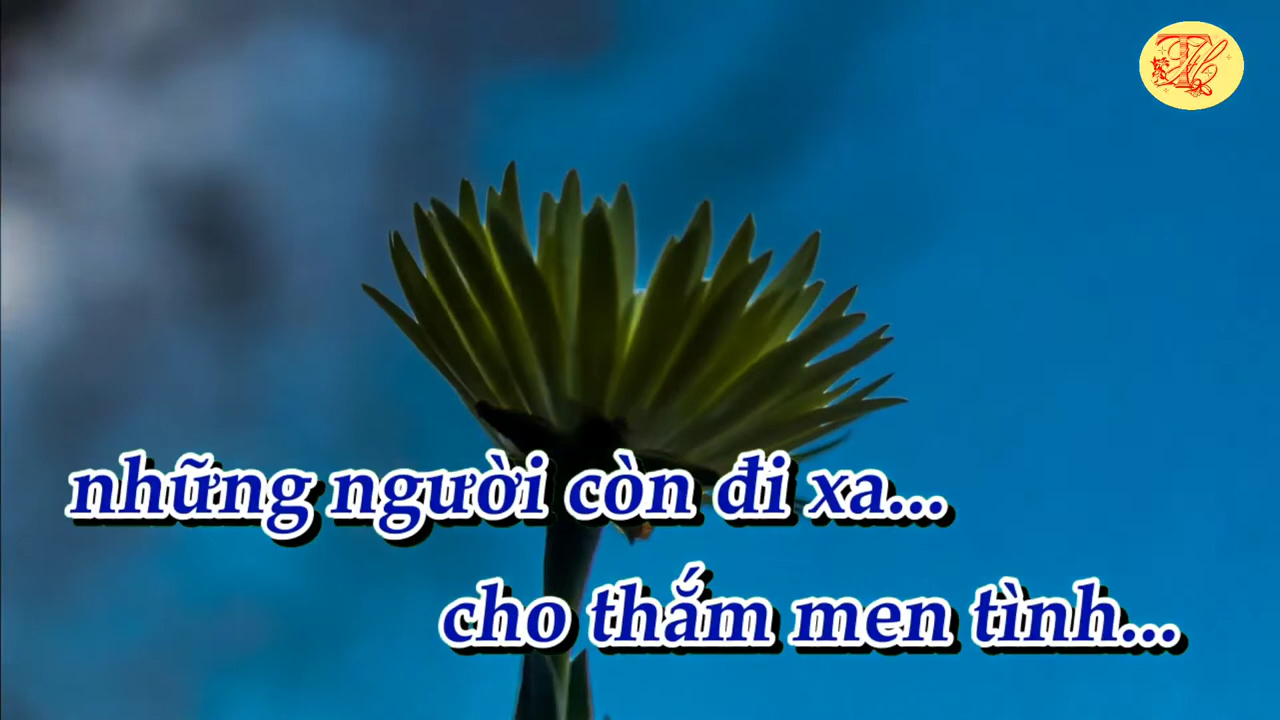 những người còn đi xa...
cho thắm men tình...